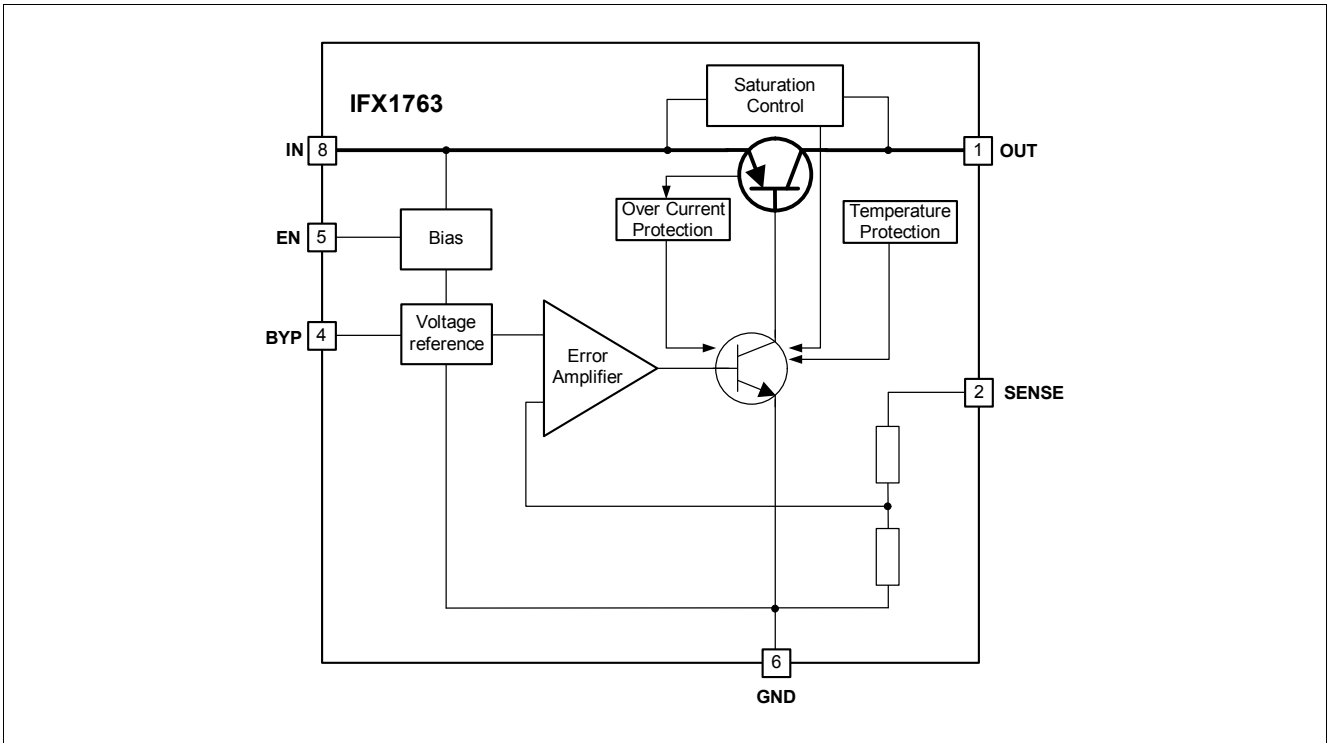 IFX1763
Saturation
Control
IN
8
1
OUT
Over Current
Protection
Temperature
Protection
EN
5
Bias
BYP
4
Voltage
reference
Error
Amplifier
2
SENSE
6
GND